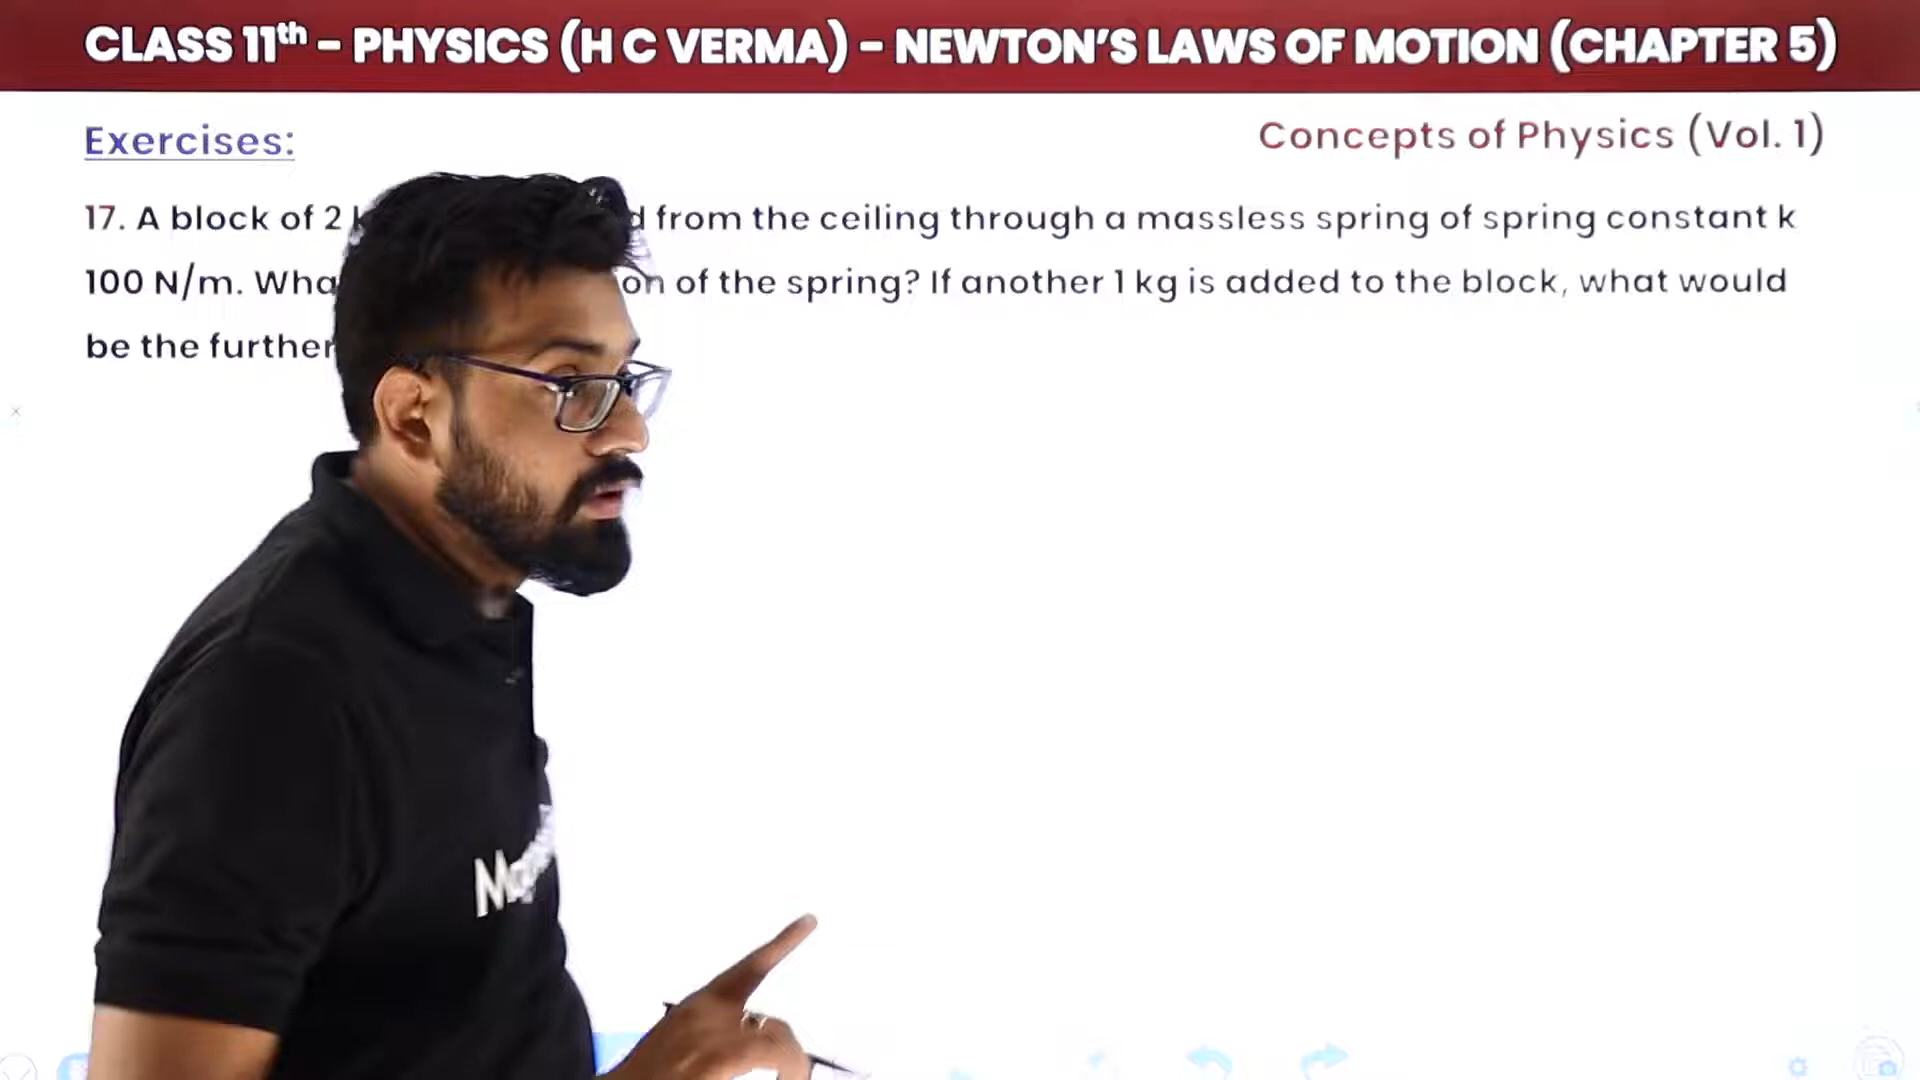 CLASS 11th – PHYSICS (H C VERMA) – NEWTON'S LAWS OF MOTION (CHAPTER 5)
Exercises:
Concepts of Physics (Vol. 1)
17. A block of 2 from the ceiling through a massless spring of spring constant k
100 N/m. of the spring? If another 1 kg is added to the block, what would
be the further